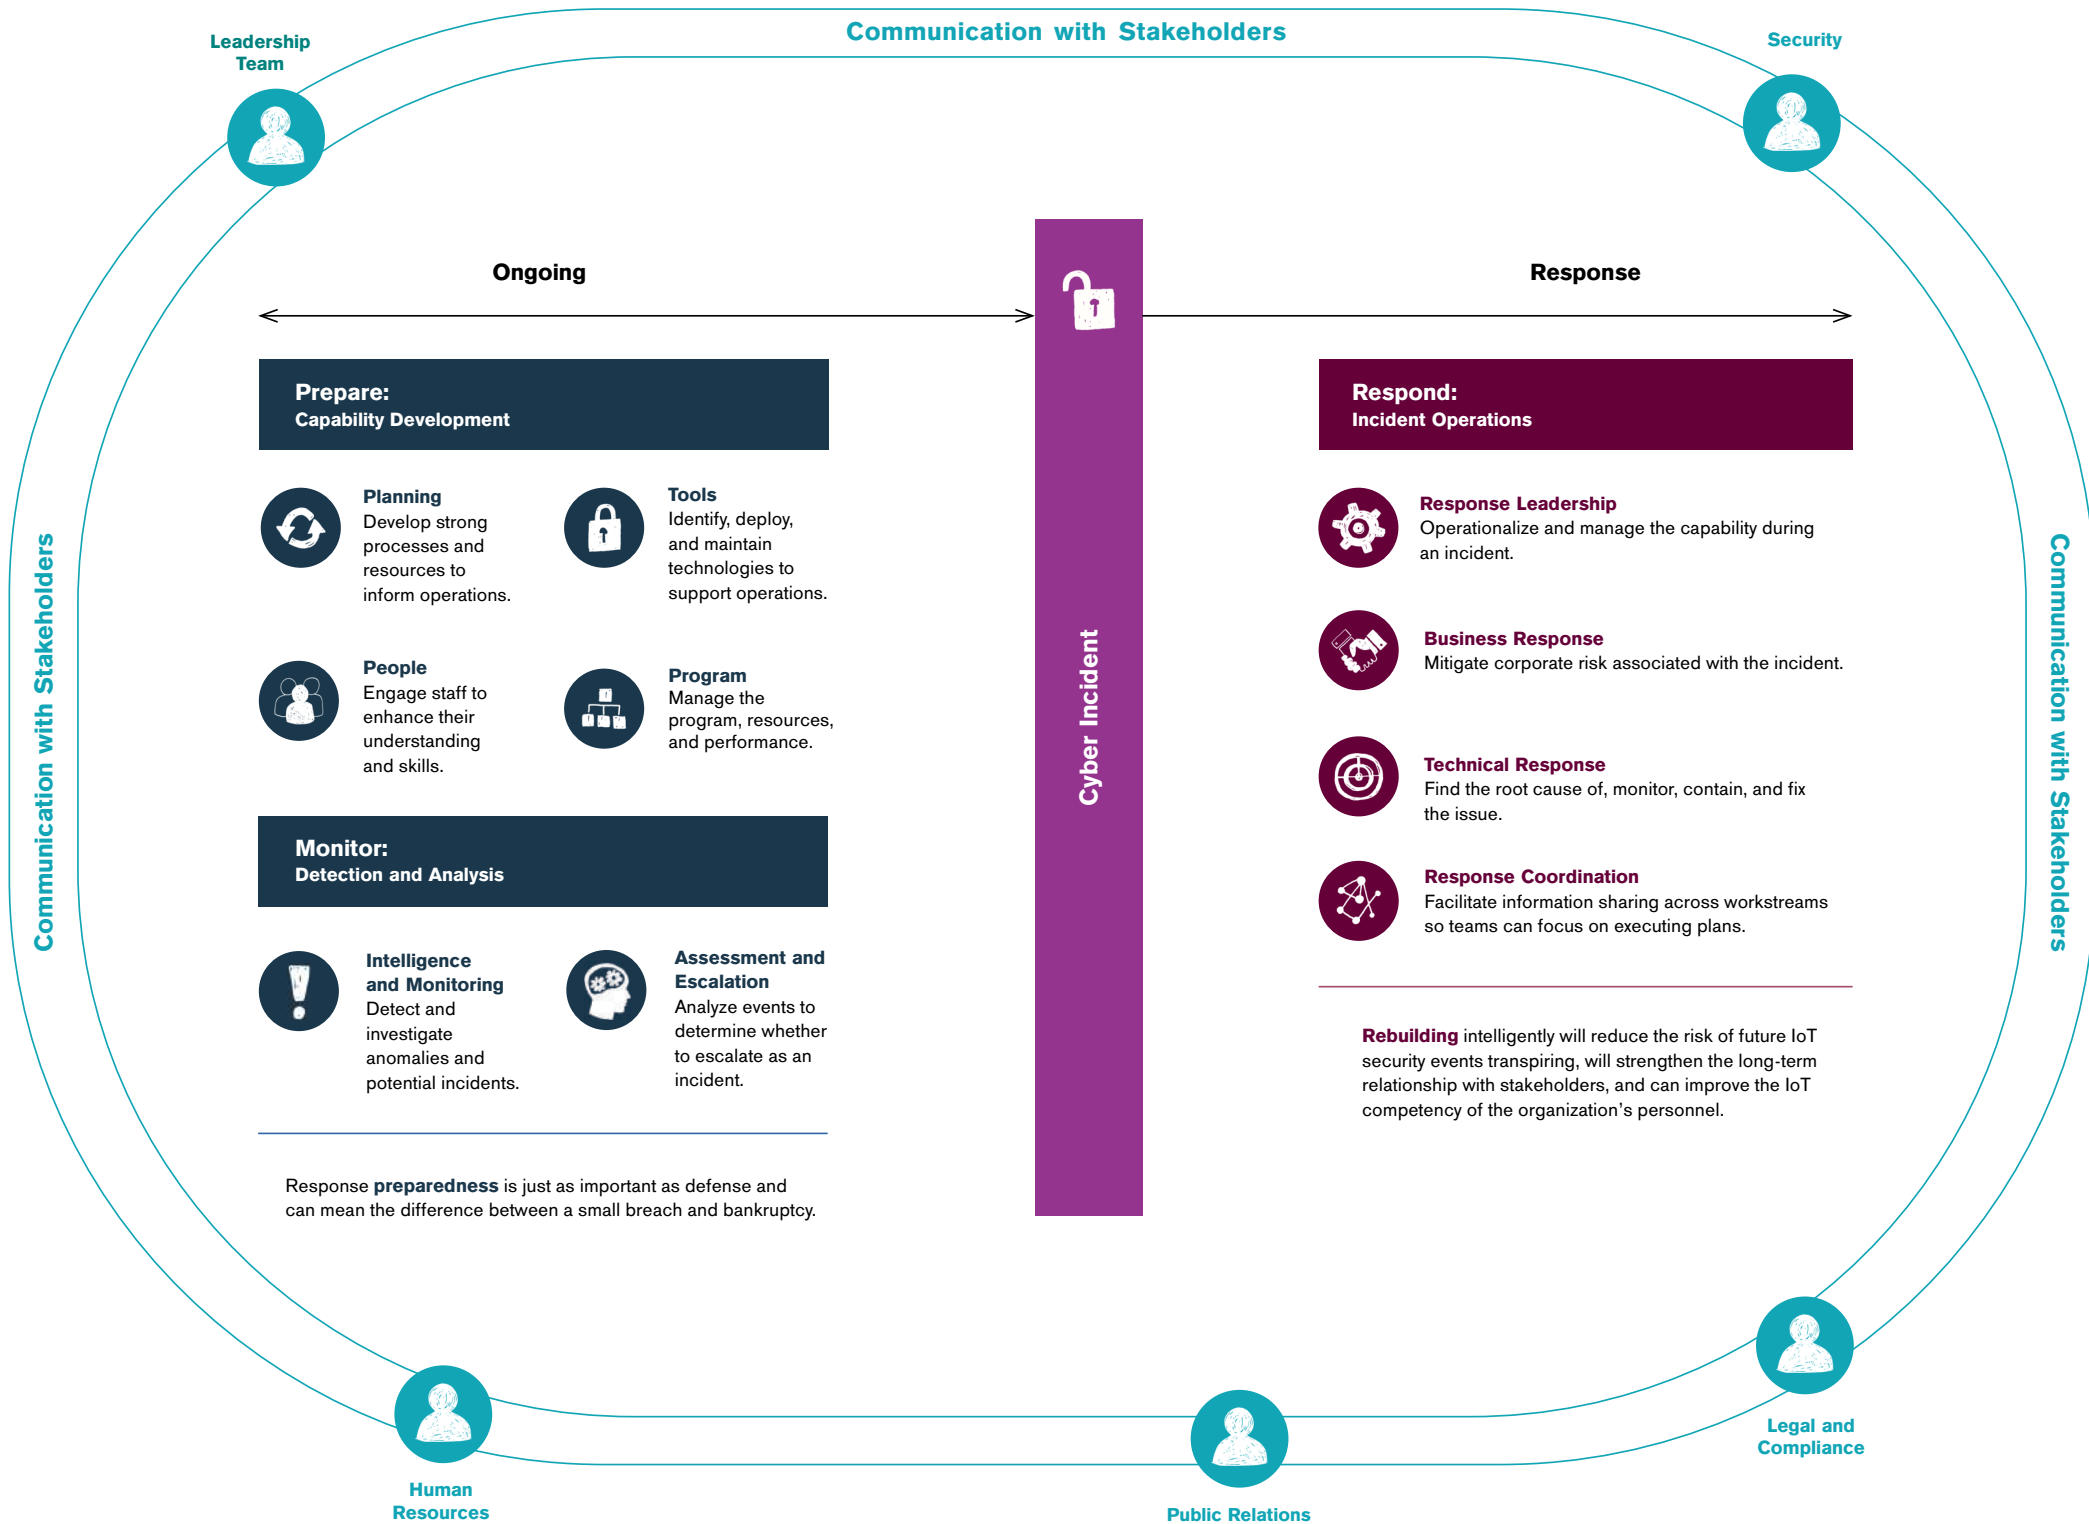 Communication with Stakeholders
Leadership
Team
Security
Communication with Stakeholders
Ongoing
Prepare:
Capability Development
Planning
Develop strong
processes and
resources to
inform operations.
Tools
Identify, deploy,
and maintain
technologies to
support operations.
People
Engage staff to
enhance their
understanding
and skills.
Program
Manage the
program, resources,
and performance.
Monitor:
Detection and Analysis
Intelligence
and Monitoring
Detect and
investigate
anomalies and
potential incidents.
Assessment and
Escalation
Analyze events to
determine whether
to escalate as an
incident.
Response preparedness is just as important as defense and
can mean the difference between a small breach and bankruptcy.
Cyber Incident
Response
Respond:
Incident Operations
Response Leadership
Operationalize and manage the capability during
an incident.
Business Response
Mitigate corporate risk associated with the incident.
Technical Response
Find the root cause of, monitor, contain, and fix
the issue.
Response Coordination
Facilitate information sharing across workstreams
so teams can focus on executing plans.
Rebuilding intelligently will reduce the risk of future IoT
security events transpiring, will strengthen the long-term
relationship with stakeholders, and can improve the IoT
competency of the organization's personnel.
Communication with Stakeholders
Human
Resources
Public Relations
Legal and
Compliance